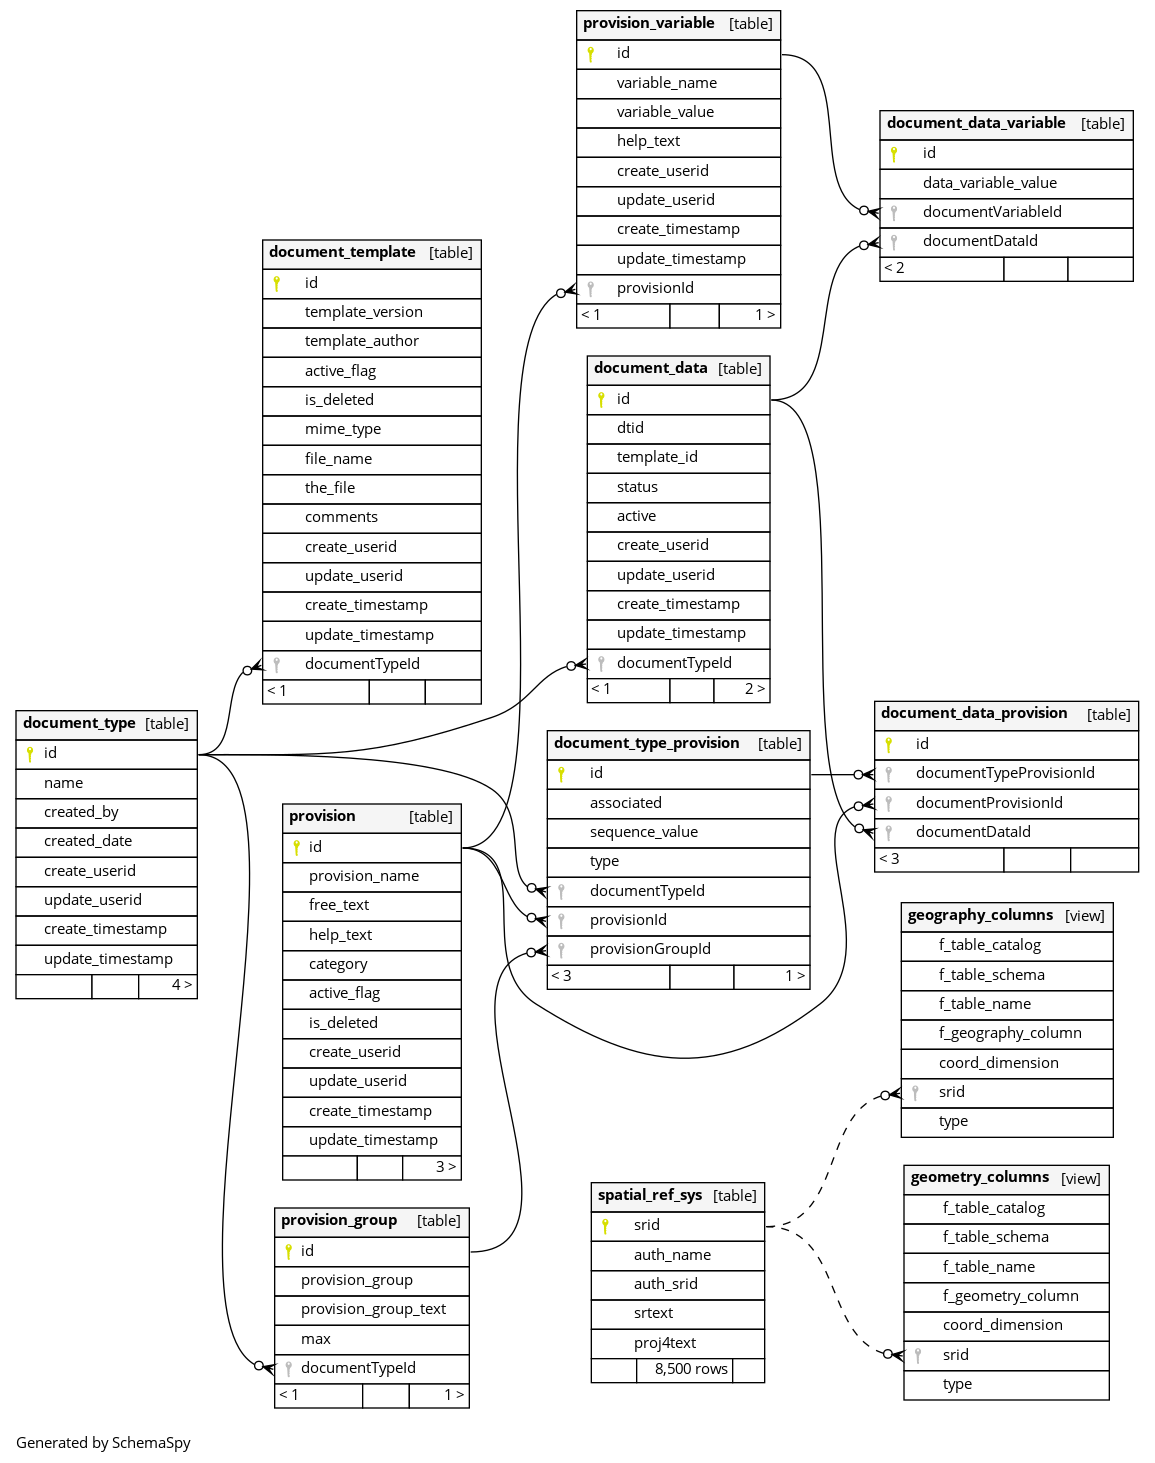 provision_variable [table]
id
variable_name
variable_value
help_text
create_userid
update_userid
create_timestamp
update_timestamp
provisionId
< 1 1 >
document_data_variable [table]
id
data_variable_value
documentVariableId
documentDataId
< 2
document_template [table]
id
template_version
template_author
active_flag
is_deleted
mime_type
file_name
the_file
comments
create_userid
update_userid
create_timestamp
update_timestamp
documentTypeId
< 1
document_data [table]
id
dtid
template_id
status
active
create_userid
update_userid
create_timestamp
update_timestamp
documentTypeId
< 1 2 >
document_type [table]
id
name
created_by
created_date
create_userid
update_userid
create_timestamp
update_timestamp
4 >
document_type_provision [table]
id
associated
sequence_value
type
documentTypeId
provisionId
provisionGroupId
< 3 1 >
document_data_provision [table]
id
documentTypeProvisionId
documentProvisionId
documentDataId
< 3
provision [table]
id
provision_name
free_text
help_text
category
active_flag
is_deleted
create_userid
update_userid
create_timestamp
update_timestamp
3 >
geography_columns [view]
f_table_catalog
f_table_schema
f_table_name
f_geography_column
coord_dimension
srid
type
provision_group [table]
id
provision_group
provision_group_text
max
documentTypeId
< 1 1 >
spatial_ref_sys [table]
srid
auth_name
auth_srid
srtext
proj4text
8,500 rows
geometry_columns [view]
f_table_catalog
f_table_schema
f_table_name
f_geometry_column
coord_dimension
srid
type
Generated by SchemaSpy